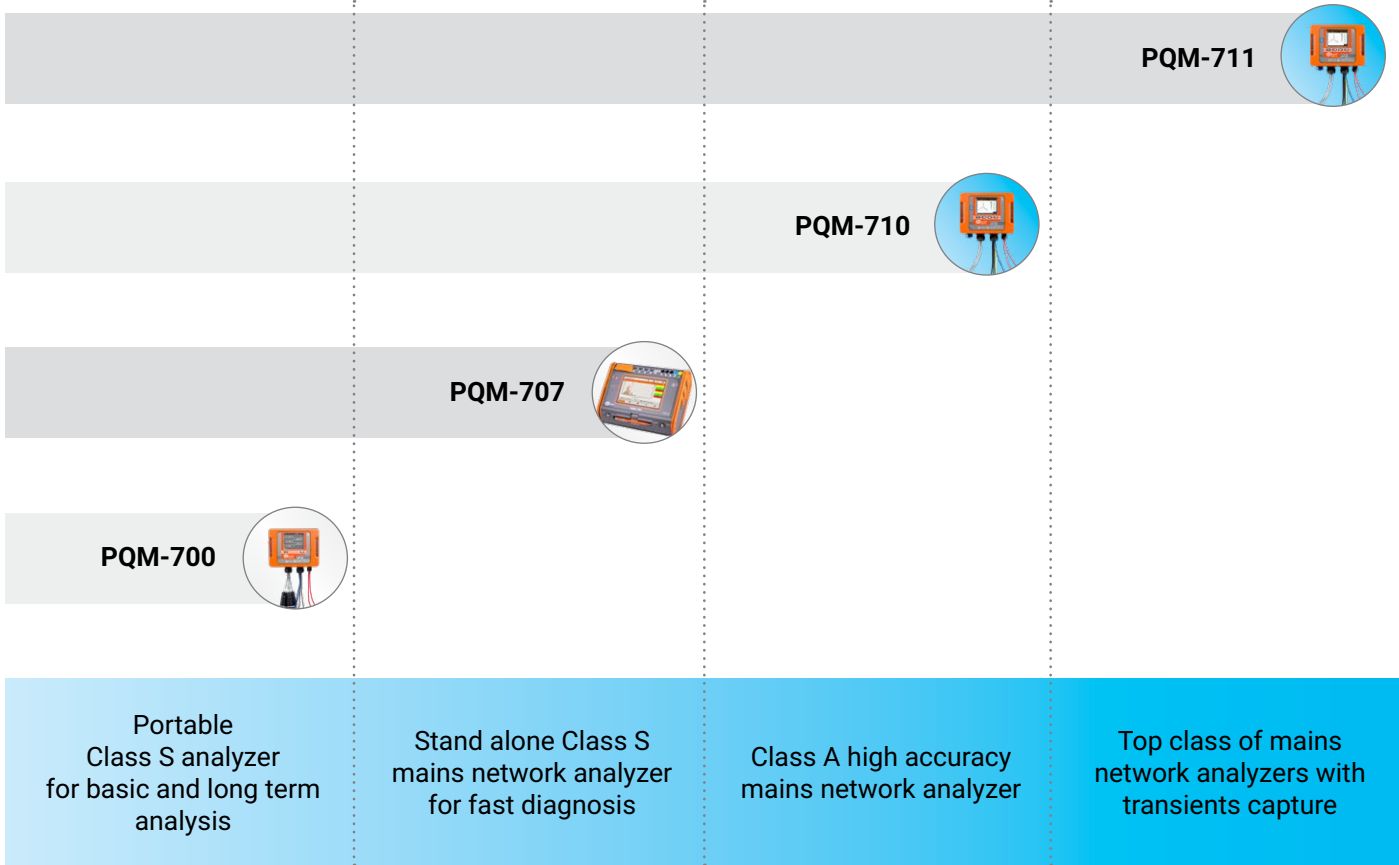 PQM-711
PQM-710
PQM-707
PQM-700
Portable
Class S analyzer
for basic and long term
analysis
Stand alone Class S
mains network analyzer
for fast diagnosis
Class A high accuracy
mains network analyzer
Top class of mains
network analyzers with
transients capture